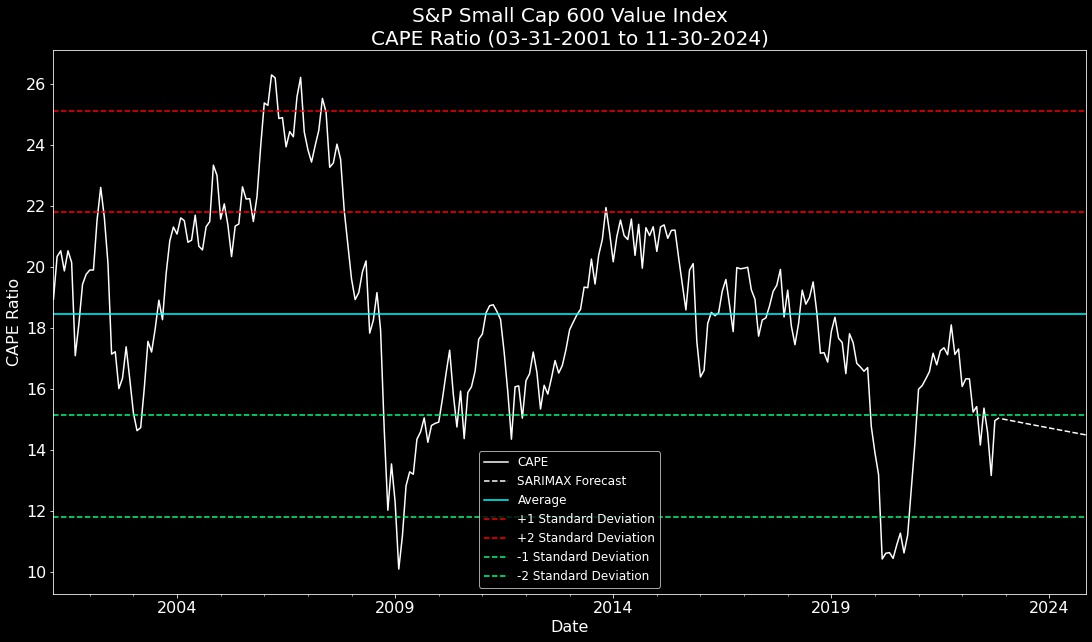 S&P Small Cap 600 Value Index
CAPE Ratio (03-31-2001 to 11-30-2024)
CAPE Ratio
26
24
22
20
18
16
14
12
10
CAPE
SARIMAX Forecast
Average
+1 Standard Deviation
+2 Standard Deviation
-1 Standard Deviation
-2 Standard Deviation
2004
2009
2014
2019
2024
Date